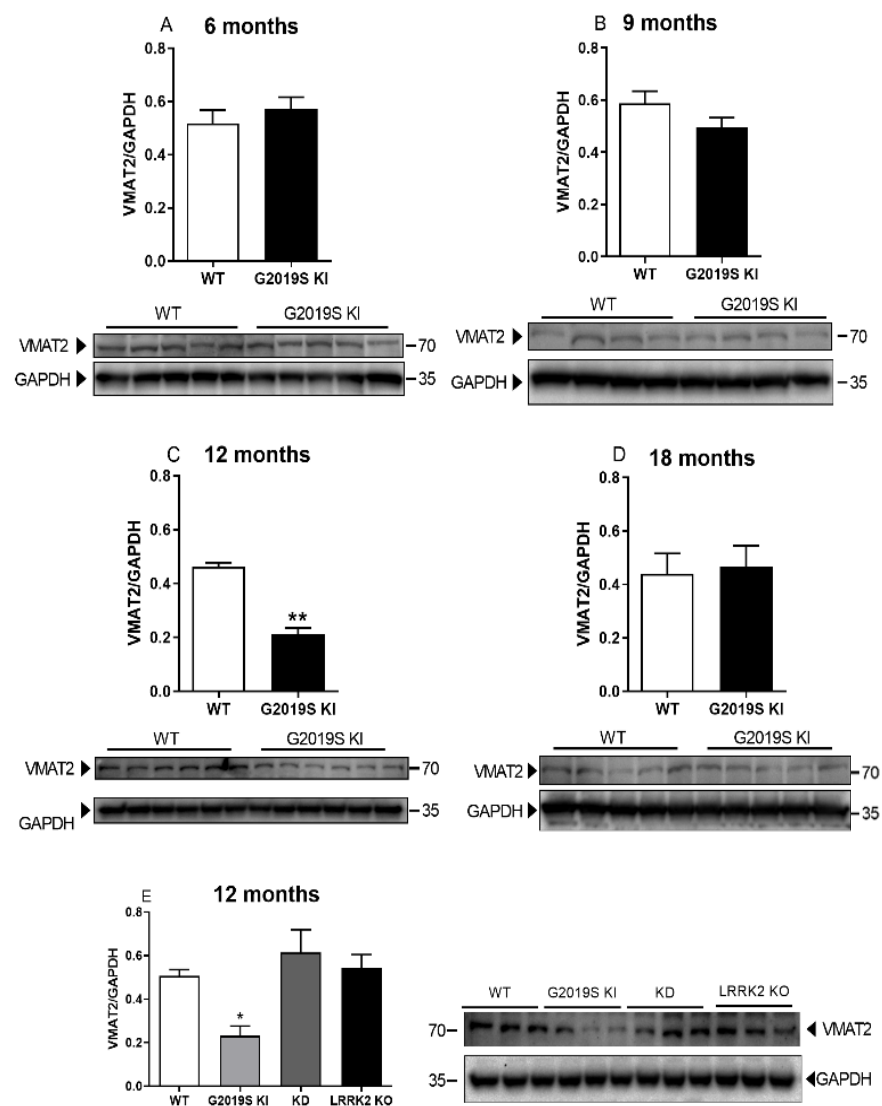 A 6 months
VMAT2/GAPDH
0.8
0.6
0.4
0.2
0.0
WT G2019S KI
WT G2019S KI
VMAT2 70
GAPDH 35
B 9 months
VMAT2/GAPDH
0.8
0.6
0.4
0.2
0.0
WT G2019S KI
WT G2019S KI
VMAT2 70
GAPDH 35
C 12 months
VMAT2/GAPDH
0.8
0.6
0.4
0.2
0.0
**
WT G2019S KI
WT G2019S KI
VMAT2 70
GAPDH 35
D 18 months
VMAT2/GAPDH
0.8
0.6
0.4
0.2
0.0
WT G2019S KI
WT G2019S KI
VMAT2 70
GAPDH 35
E 12 months
VMAT2/GAPDH
0.8
0.6
0.4
0.2
0.0
*
WT G2019S KI KD LRRK2 KO
WT G2019S KI KD LRRK2 KO
70 VMAT2
35 GAPDH